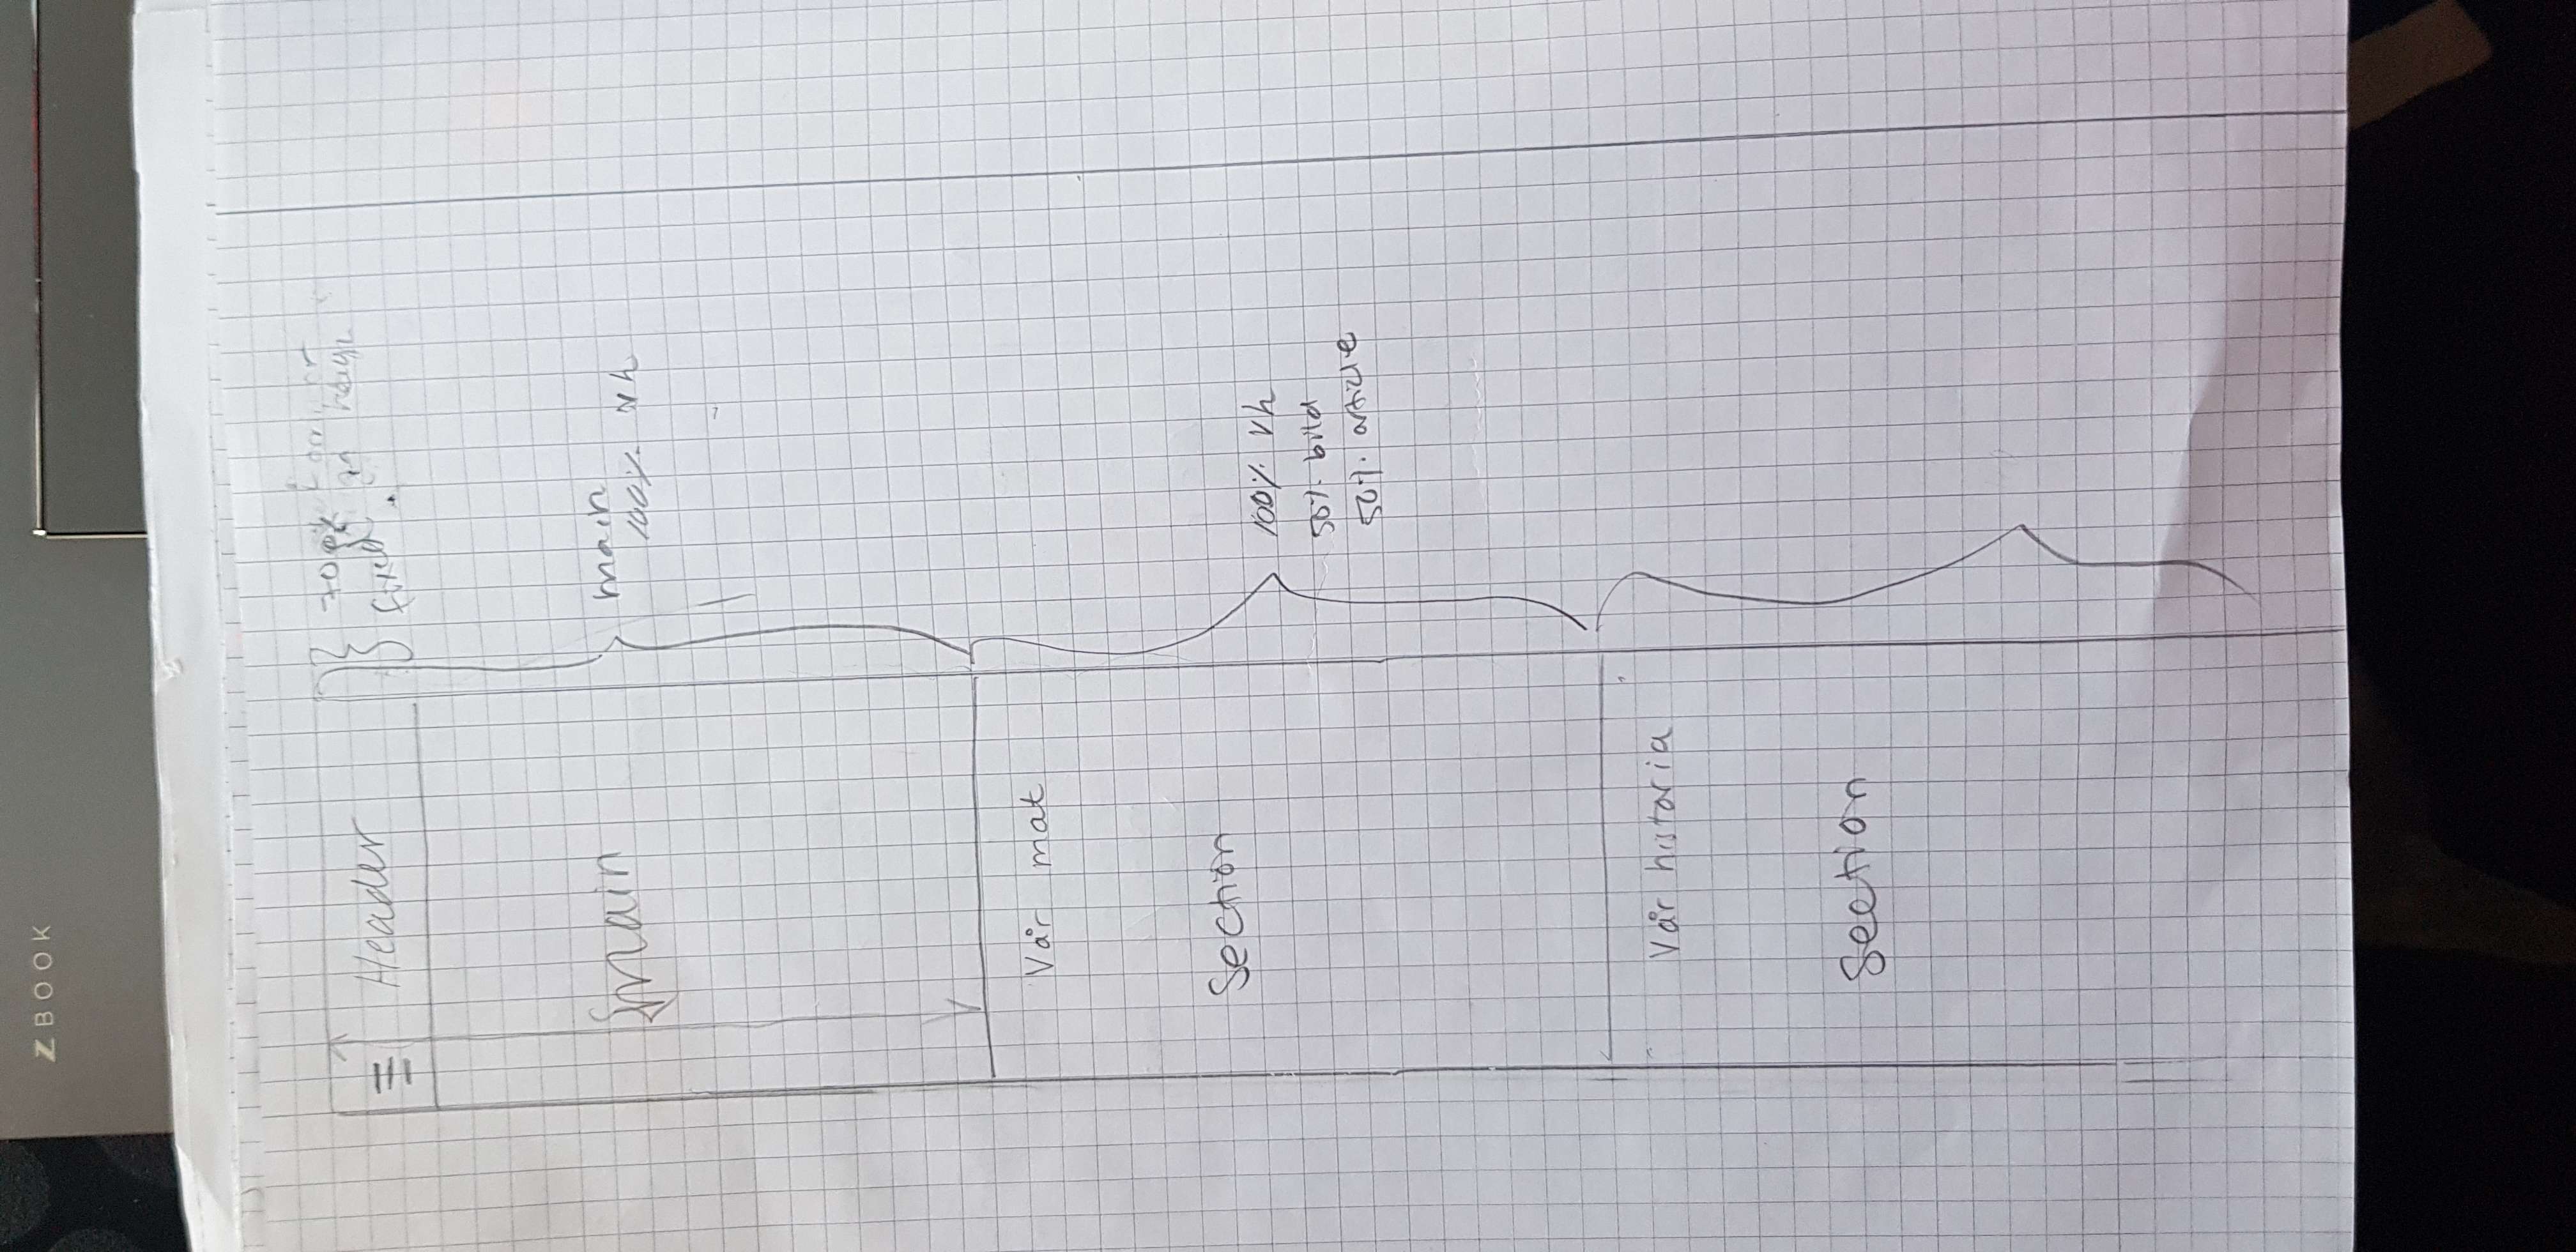 ZBOOK
Header
70px
fixed
main
main
100% vh
Vår mat
Section
100% vh
50% bild
50% article
Vår historia
Section